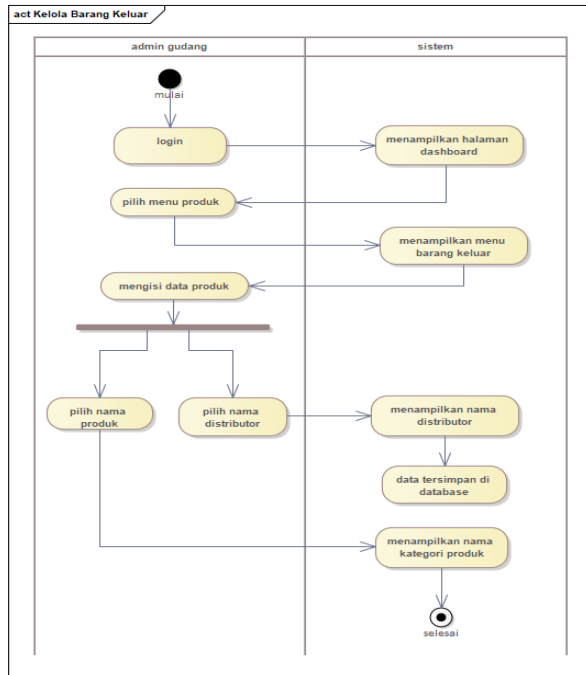 act Kelola Barang Keluar
admin gudang
sistem
mulai
login
menampilkan halaman
dashboard
pilih menu produk
menampilkan menu
barang keluar
mengisi data produk
pilih nama
produk
pilih nama
distributor
menampilkan nama
distributor
data tersimpan di
database
menampilkan nama
kategori produk
selesai